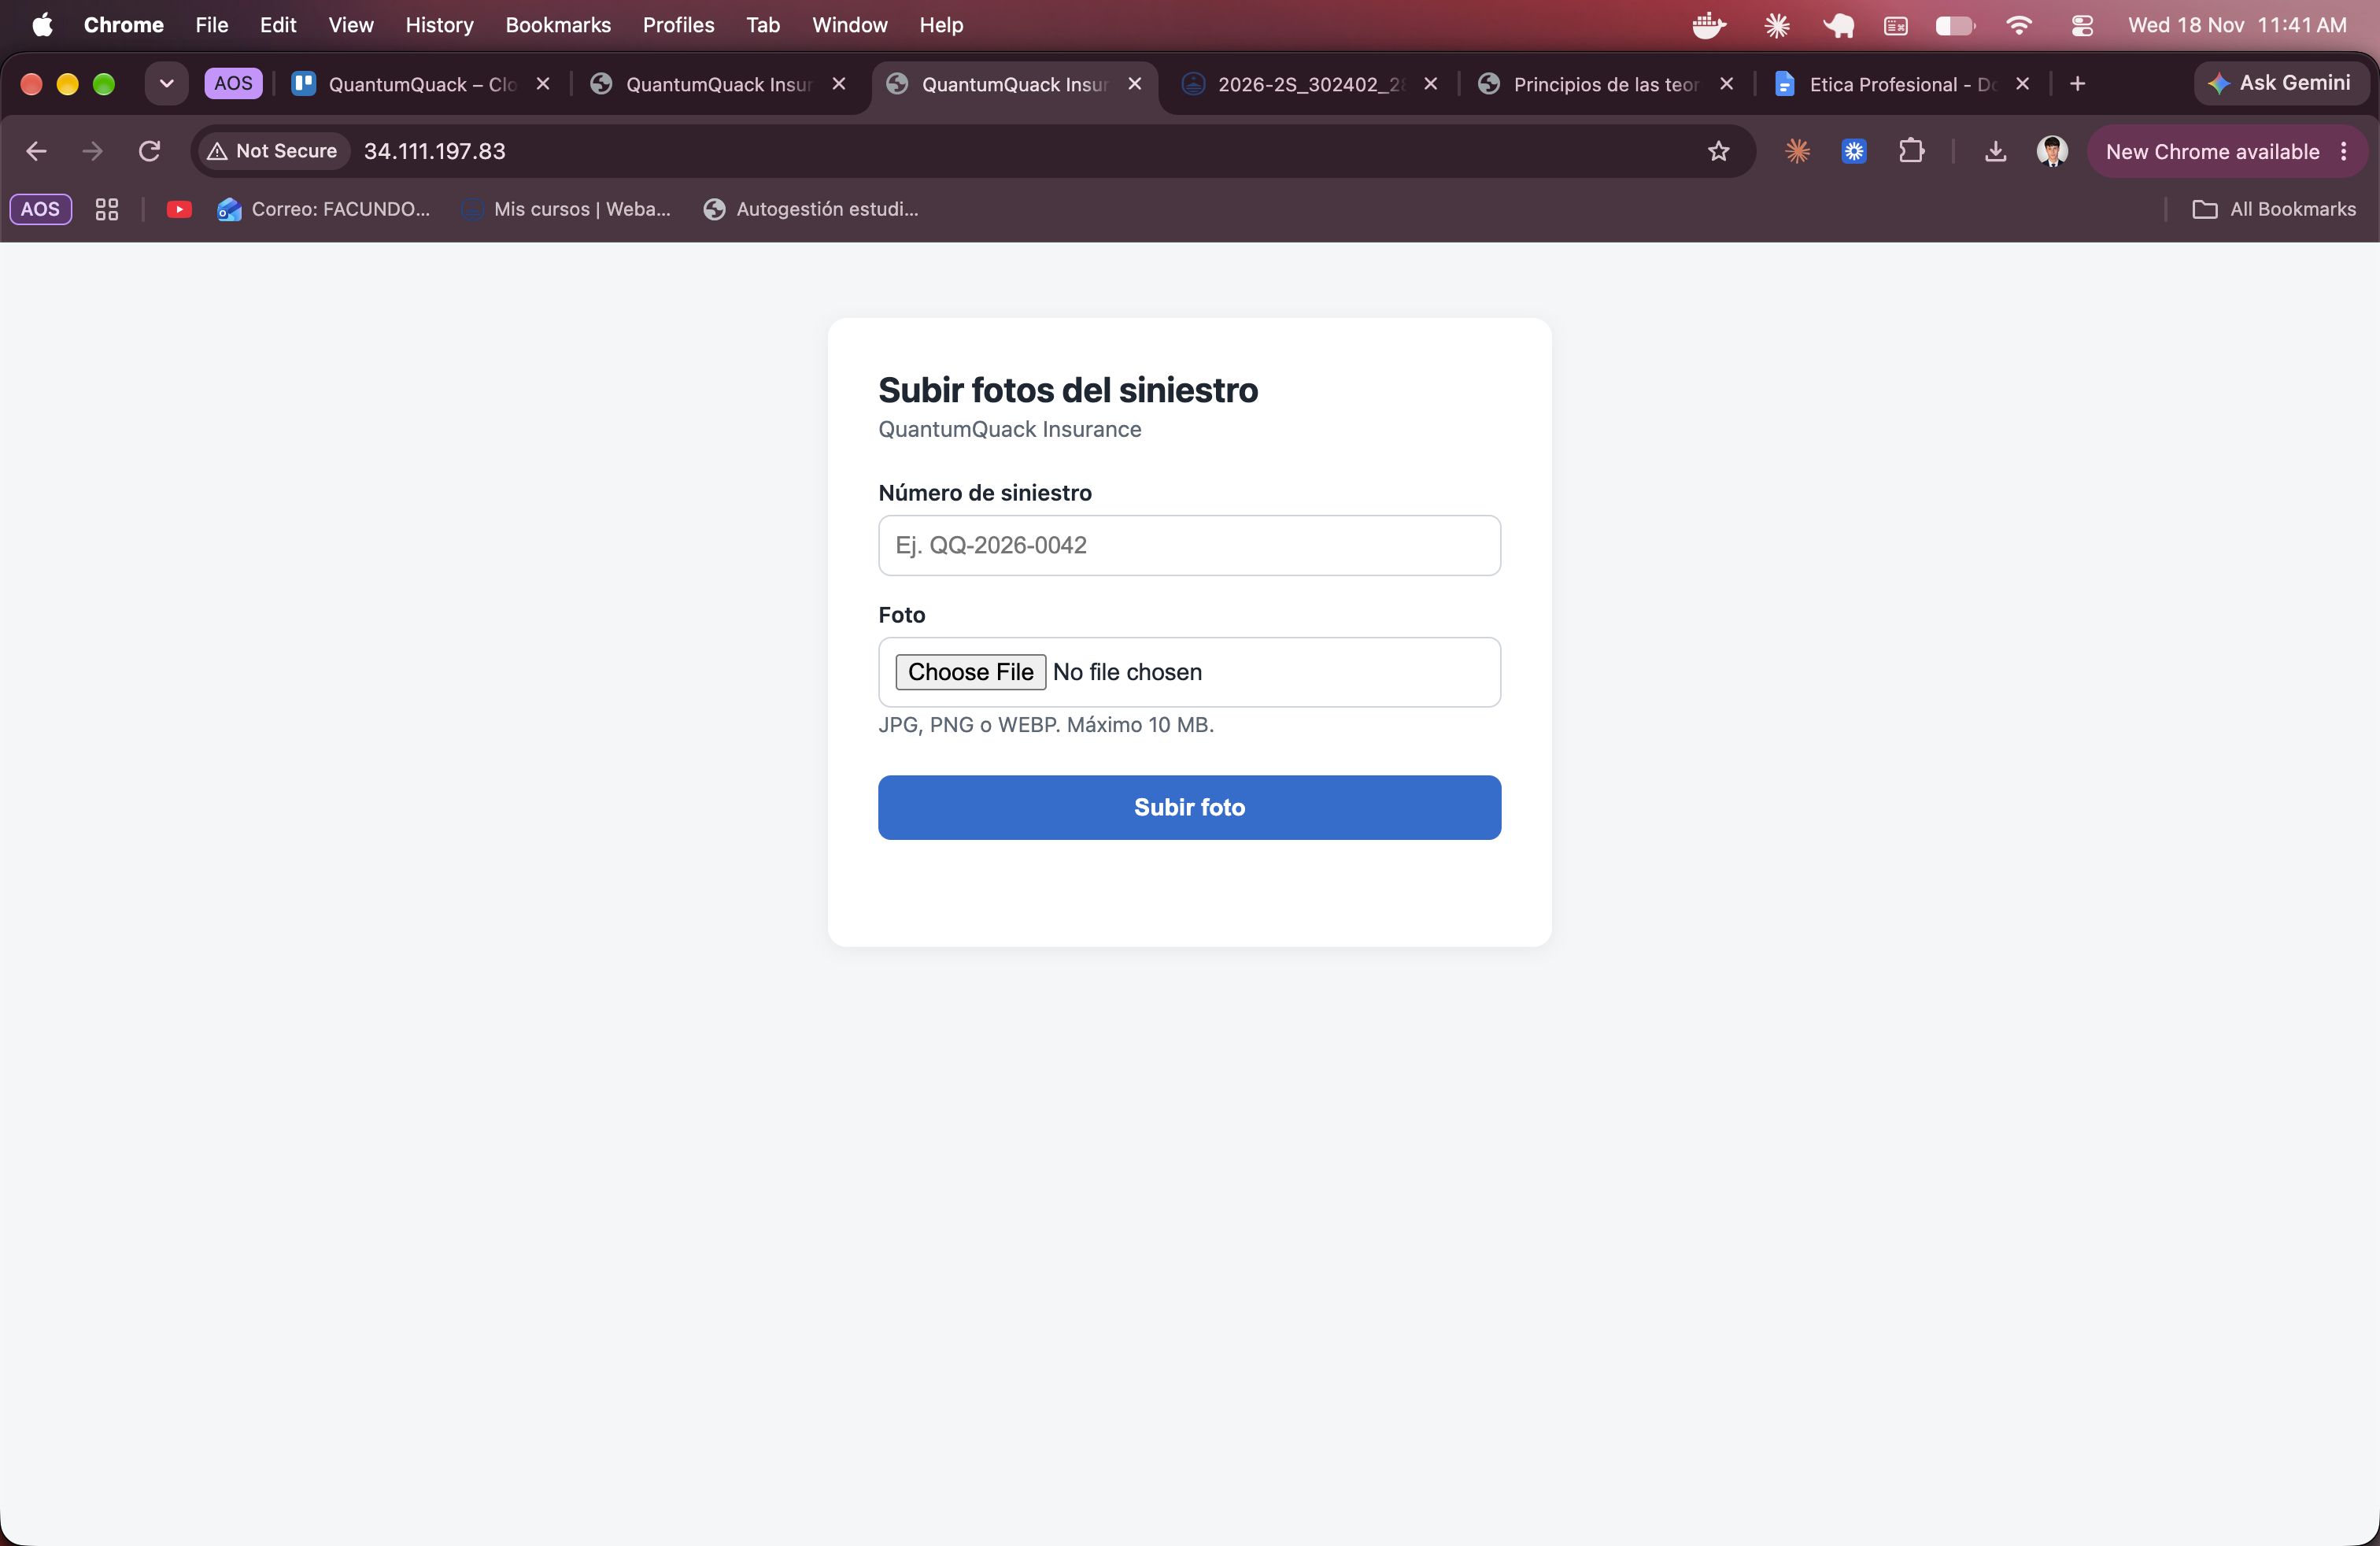 Chrome File Edit View History Bookmarks Profiles Tab Window Help Wed 18 Nov 11:41 AM
AOS QuantumQuack – Clo QuantumQuack Insur QuantumQuack Insur 2026-2S_302402_2 Principios de las teor Etica Profesional - Do Ask Gemini
Not Secure 34.111.197.83 New Chrome available
AOS Correo: FACUNDO... Mis cursos | Weba... Autogestión estudi... All Bookmarks
Subir fotos del siniestro
QuantumQuack Insurance
Número de siniestro
Ej. QQ-2026-0042
Foto
Choose File No file chosen
JPG, PNG o WEBP. Máximo 10 MB.
Subir foto